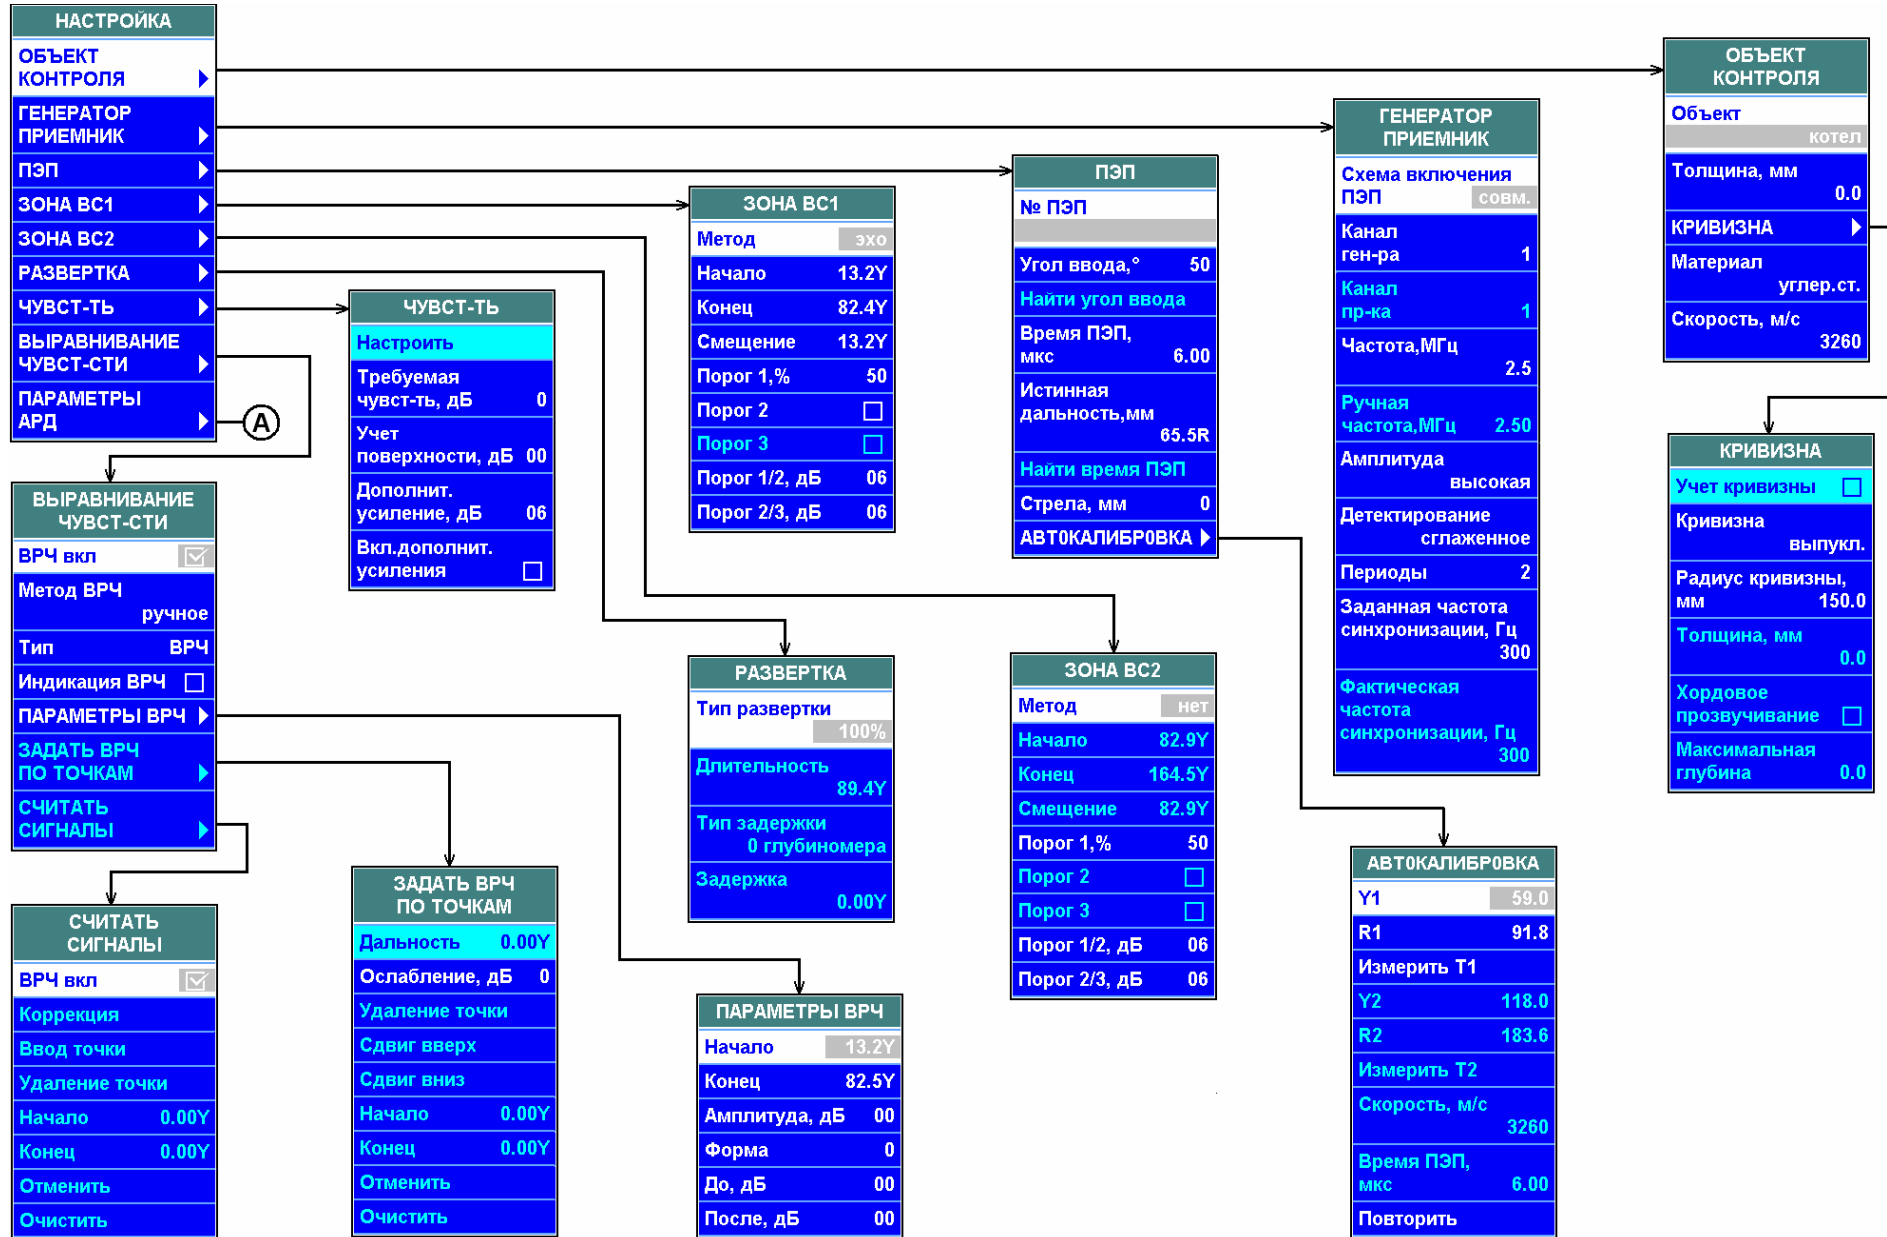 НАСТРОЙКА
ОБЪЕКТ
КОНТРОЛЯ
ГЕНЕРАТОР
ПРИЕМНИК
ПЭП
ЗОНА ВС1
ЗОНА ВС2
РАЗВЕРТКА
ЧУВСТ-ТЬ
ВЫРАВНИВАНИЕ
ЧУВСТ-СТИ
ПАРАМЕТРЫ
АРД
А
ОБЪЕКТ
КОНТРОЛЯ
Объект
котел
Толщина, мм
0.0
КРИВИЗНА
Материал
углер.ст.
Скорость, м/с
3260
ГЕНЕРАТОР
ПРИЕМНИК
Схема включения
ПЭП совм.
Канал
ген-ра 1
Канал
пр-ка 1
Частота,МГц
2.5
Ручная
частота,МГц 2.50
Амплитуда
высокая
Детектирование
сглаженное
Периоды 2
Заданная частота
синхронизации, Гц
300
Фактическая
частота
синхронизации, Гц
300
ПЭП
№ ПЭП
Угол ввода,° 50
Найти угол ввода
Время ПЭП,
мкс 6.00
Истинная
дальность,мм
65.5R
Найти время ПЭП
Стрела, мм 0
АВТ0КАЛИБР0ВКА
ЗОНА ВС1
Метод эхо
Начало 13.2Y
Конец 82.4Y
Смещение 13.2Y
Порог 1,% 50
Порог 2
Порог 3
Порог 1/2, дБ 06
Порог 2/3, дБ 06
ЧУВСТ-ТЬ
Настроить
Требуемая
чувст-ть, дБ 0
Учет
поверхности, дБ 00
Дополнит.
усиление, дБ 06
Вкл.дополнит.
усиления
КРИВИЗНА
Учет кривизны
Кривизна
выпукл.
Радиус кривизны,
мм 150.0
Толщина, мм
0.0
Хордовое
прозвучивание
Максимальная
глубина 0.0
ВЫРАВНИВАНИЕ
ЧУВСТ-СТИ
ВРЧ вкл
Метод ВРЧ
ручное
Тип ВРЧ
Индикация ВРЧ
ПАРАМЕТРЫ ВРЧ
ЗАДАТЬ ВРЧ
ПО ТОЧКАМ
СЧИТАТЬ
СИГНАЛЫ
РАЗВЕРТКА
Тип развертки
100%
Длительность
89.4Y
Тип задержки
0 глубиномера
Задержка
0.00Y
ЗОНА ВС2
Метод нет
Начало 82.9Y
Конец 164.5Y
Смещение 82.9Y
Порог 1,% 50
Порог 2
Порог 3
Порог 1/2, дБ 06
Порог 2/3, дБ 06
АВТ0КАЛИБР0ВКА
Y1 59.0
R1 91.8
Измерить Т1
Y2 118.0
R2 183.6
Измерить Т2
Скорость, м/с
3260
Время ПЭП,
мкс 6.00
Повторить
СЧИТАТЬ
СИГНАЛЫ
ВРЧ вкл
Коррекция
Ввод точки
Удаление точки
Начало 0.00Y
Конец 0.00Y
Отменить
Очистить
ЗАДАТЬ ВРЧ
ПО ТОЧКАМ
Дальность 0.00Y
Ослабление, дБ 0
Удаление точки
Сдвиг вверх
Сдвиг вниз
Начало 0.00Y
Конец 0.00Y
Отменить
Очистить
ПАРАМЕТРЫ ВРЧ
Начало 13.2Y
Конец 82.5Y
Амплитуда, дБ 00
Форма 0
До, дБ 00
После, дБ 00